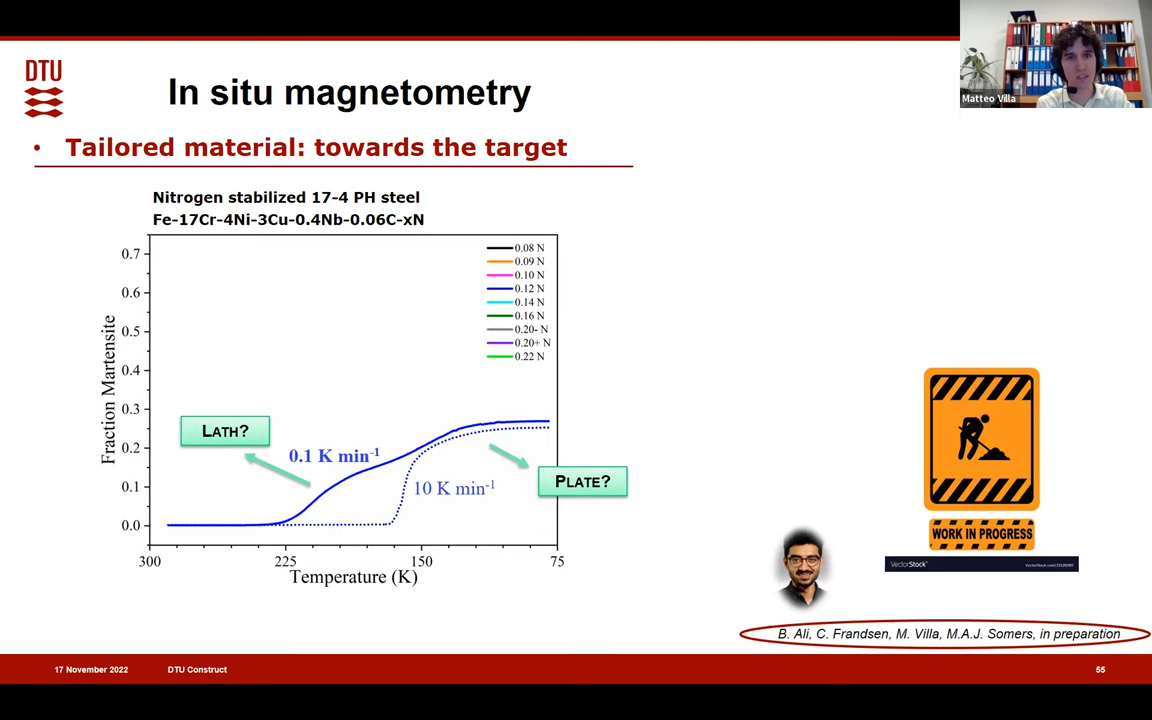 Matteo Villa
DTU
In situ magnetometry
• Tailored material: towards the target
Nitrogen stabilized 17-4 PH steel
Fe-17Cr-4Ni-3Cu-0.4Nb-0.06C-xN
0.7
0.6
0.5
0.4
0.3
0.2
0.1
0.0
Fraction Martensite
0.08 N
0.09 N
0.10 N
0.12 N
0.14 N
0.16 N
0.20- N
0.20+ N
0.22 N
LATH?
0.1 K min-1
10 K min-1
PLATE?
300 225 150 75
Temperature (K)
WORK IN PROGRESS
VectorStock
B. Ali, C. Frandsen, M. Villa, M.A.J. Somers, in preparation
17 November 2022 DTU Construct 55